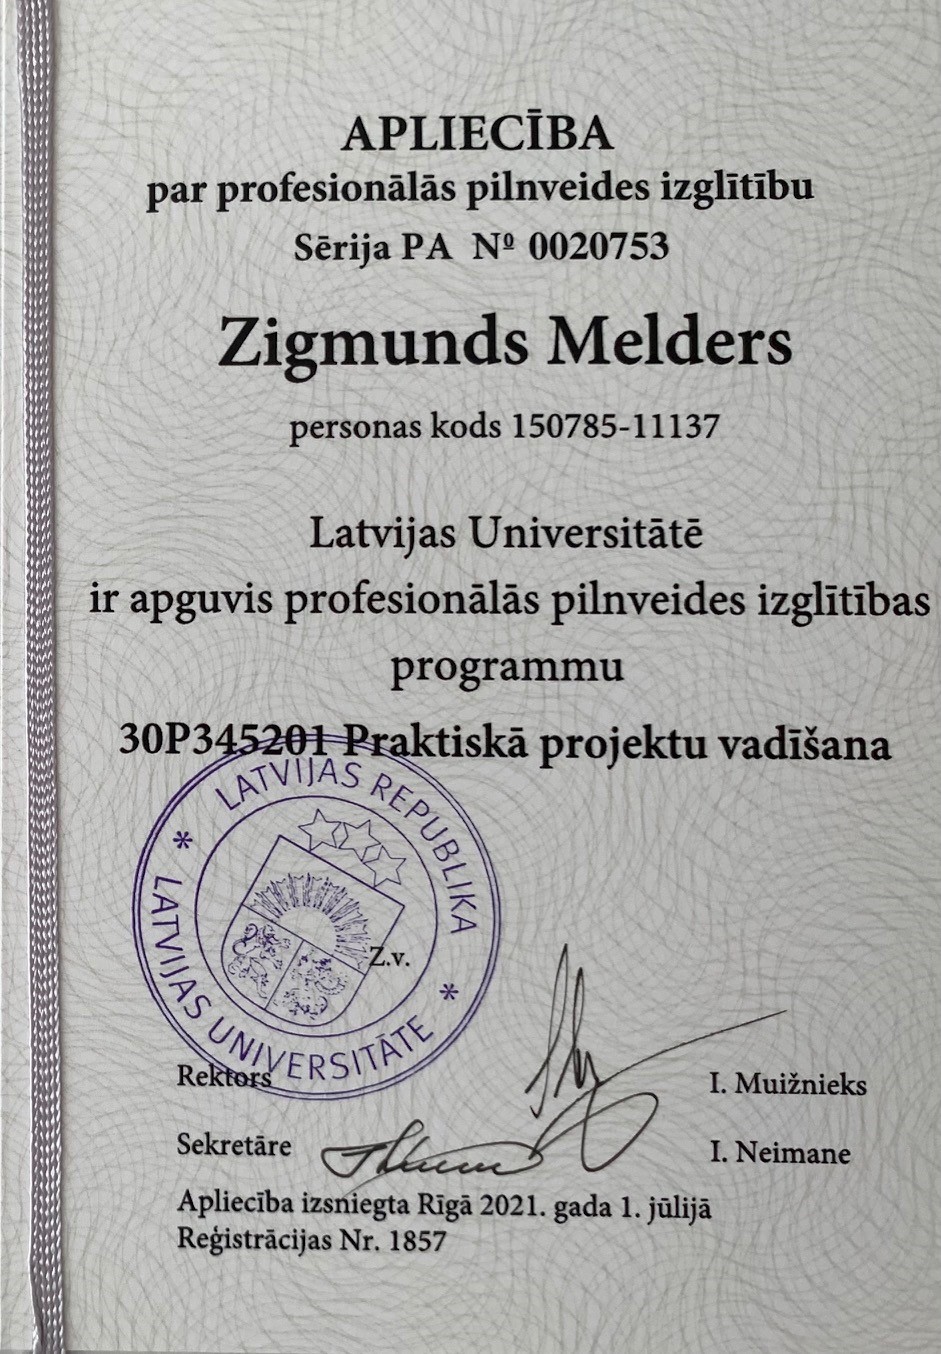 APLIECĪBA
par profesionālās pilnveides izglītību
Sērija PA Nº 0020753
Zigmunds Melders
personas kods 150785-11137
Latvijas Universitātē
ir apguvis profesionālās pilnveides izglītības
programmu
30P345201 Praktiskā projektu vadīšana
* LATVIJAS REPUBLIKA *
LATVIJAS UNIVERSITĀTE
Z.v.
Rektors I. Muižnieks
Sekretāre I. Neimane
Apliecība izsniegta Rīgā 2021. gada 1. jūlijā
Reģistrācijas Nr. 1857